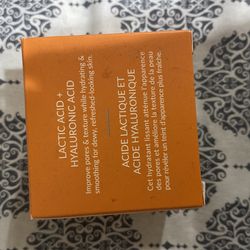 LACTIC ACID +
HYALURONIC ACID
Improve pores & texture while hydrating &
smoothing for dewy, refreshed-looking skin.
ACIDE LACTIQUE ET
ACIDE HYALURONIQUE
Cet hydratant lissant atténue l'apparence
des pores et améliore la texture de la peau
pour révéler un teint d'apparence plus fraîche.